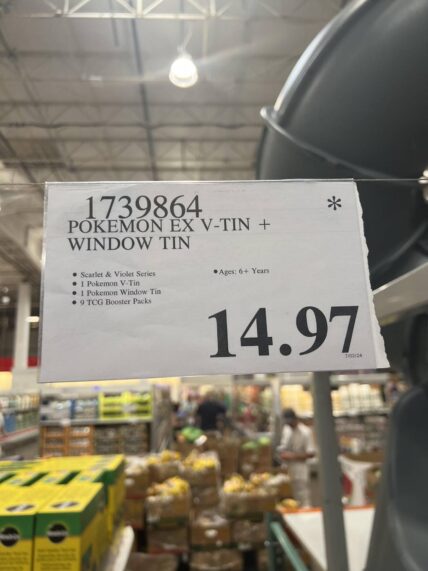 1739864
*
POKEMON EX V-TIN +
WINDOW TIN
• Scarlet & Violet Series
• 1 Pokemon V-Tin
• 1 Pokemon Window Tin
• 9 TCG Booster Packs
• Ages: 6+ Years
14.97